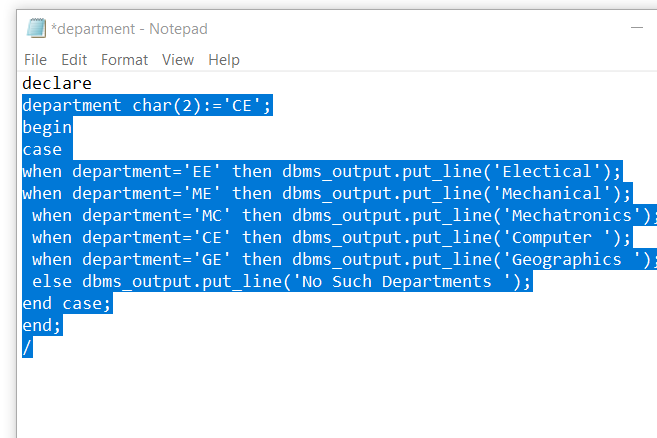 *department - Notepad
File Edit Format View Help
declare
department char(2):='CE';
begin
case
when department='EE' then dbms_output.put_line('Electical');
when department='ME' then dbms_output.put_line('Mechanical');
 when department='MC' then dbms_output.put_line('Mechatronics');
 when department='CE' then dbms_output.put_line('Computer ');
 when department='GE' then dbms_output.put_line('Geographics ');
 else dbms_output.put_line('No Such Departments ');
end case;
end;
/